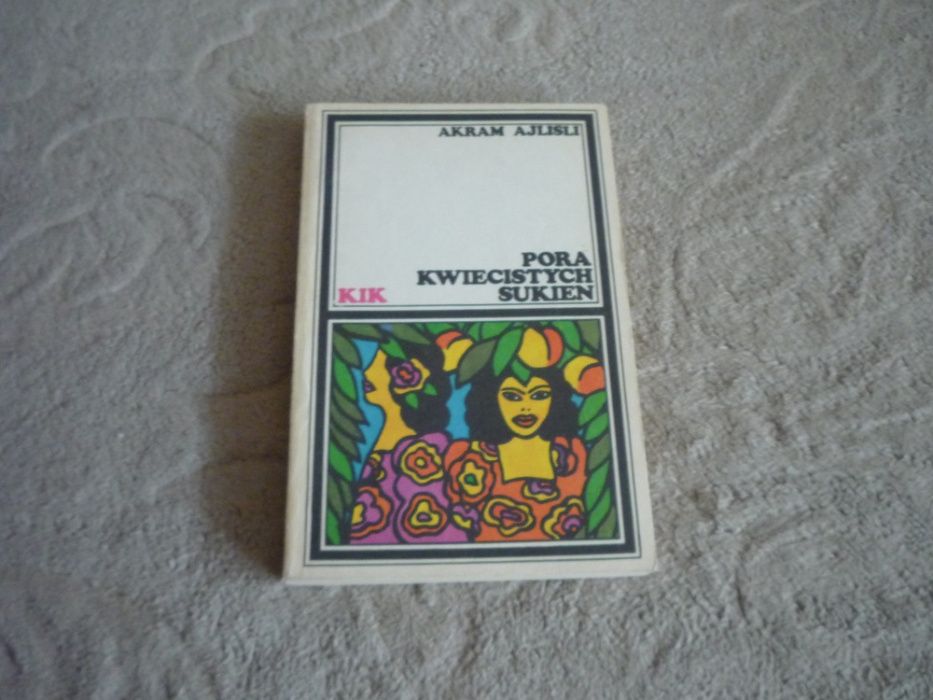 AKRAM AJLISLI
PORA
KWIECISTYCH
KIK SUKIEN